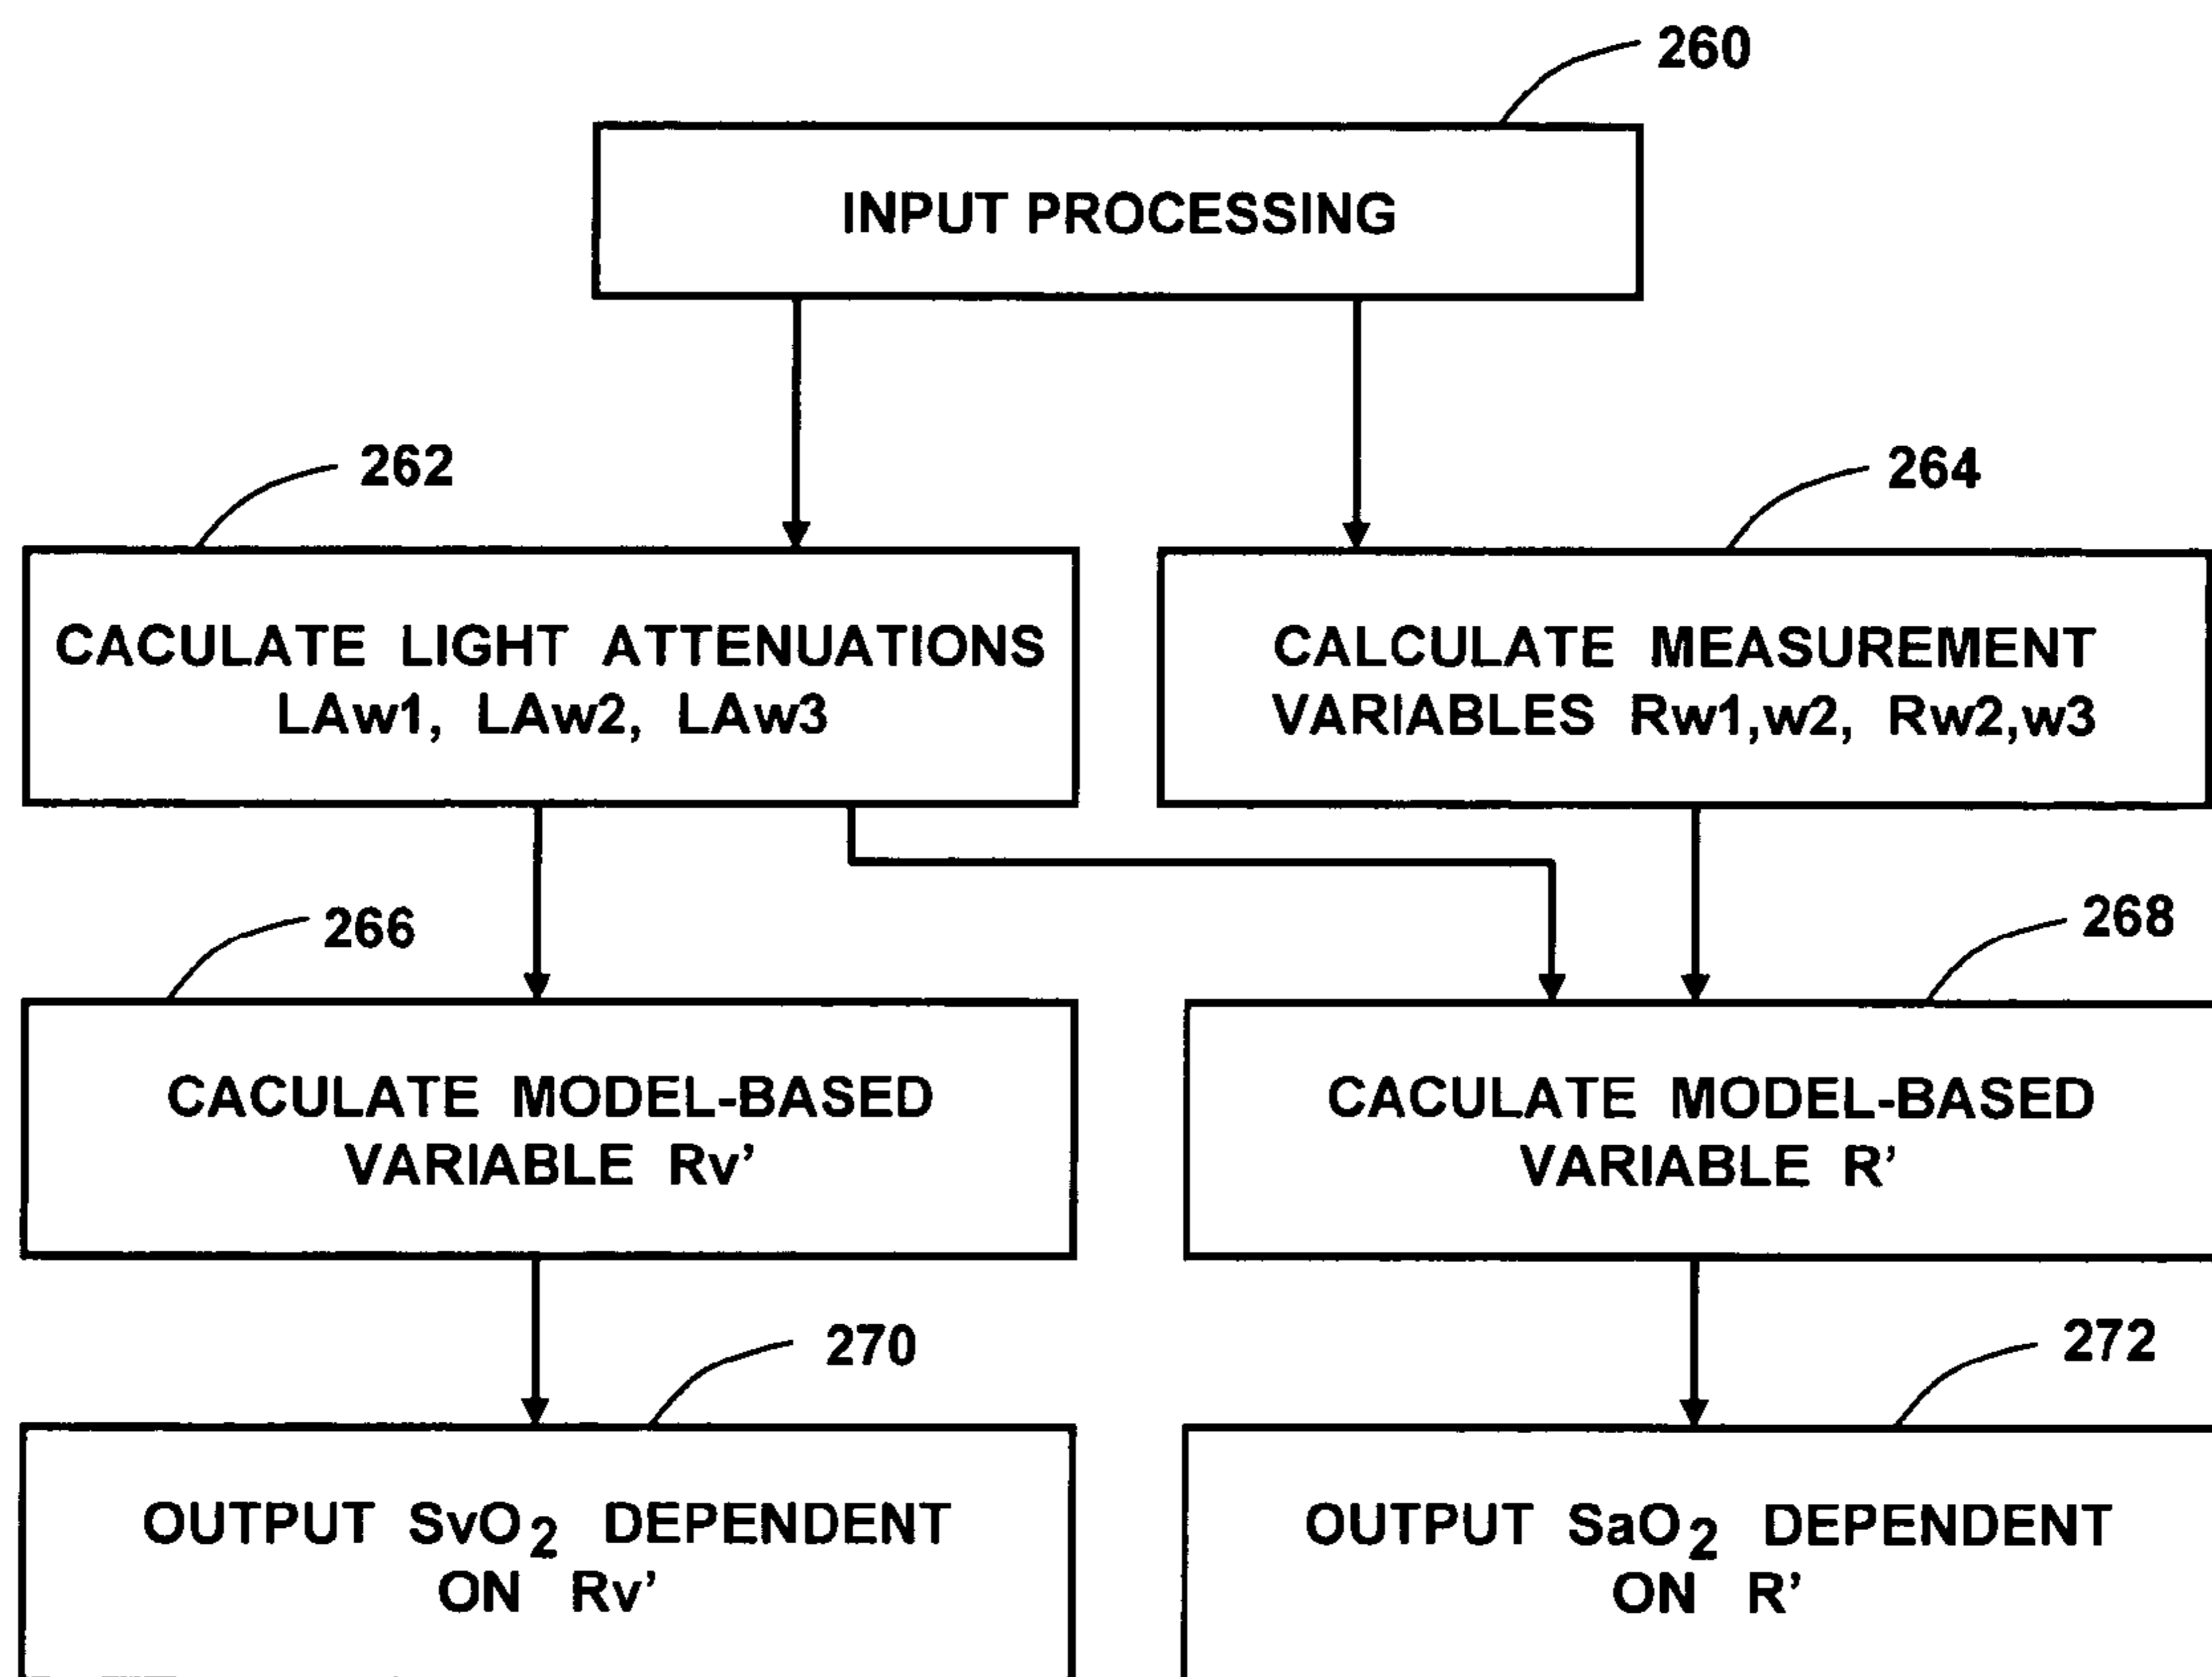 260
INPUT PROCESSING
262
264
CACULATE LIGHT ATTENUATIONS
LAw1, LAw2, LAw3
CALCULATE MEASUREMENT
VARIABLES Rw1,w2, Rw2,w3
266
268
CACULATE MODEL-BASED
VARIABLE Rv’
CACULATE MODEL-BASED
VARIABLE R’
270
272
OUTPUT SvO2 DEPENDENT
ON Rv’
OUTPUT SaO2 DEPENDENT
ON R’